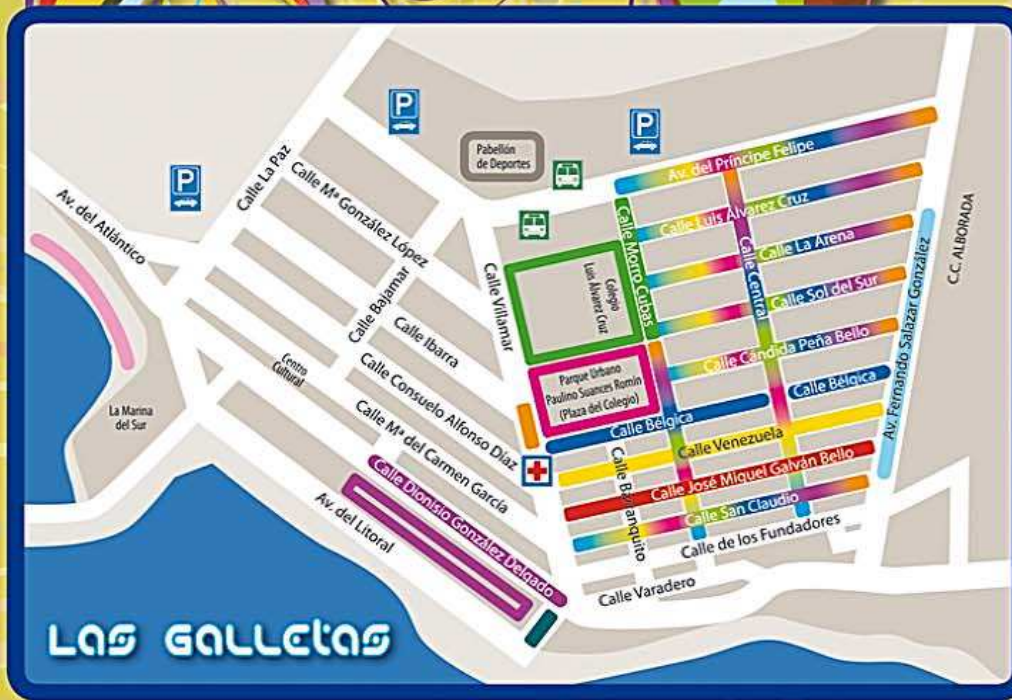 P
P
P
Pabellón
de Deportes
Av. del Príncipe Felipe
Calle La Paz
Calle Mª González López
Calle Luis Álvarez Cruz
Av. del Atlántico
Calle Morro Cubas
Calle La Arena
C.C. ALBORADA
Calle Central
Colegio
Luis Álvarez Cruz
Calle Villamar
Calle Bajamar
Calle Sol del Sur
Av. Fernando Salazar González
Calle Ibarra
Calle Cándida Peña Bello
Centro
Cultural
Parque Urbano
Paulino Suances Romin
(Plaza del Colegio)
Calle Bélgica
Calle Consuelo Alfonso Díaz
La Marina
del Sur
Calle Bélgica
Calle Mª del Carmen García
Calle Venezuela
Calle Barranquito
Calle José Miquel Galván Bello
Calle Dionisio González Delgado
Calle San Claudio
Av. del Litoral
Calle de los Fundadores
Calle Varadero
LAS GALLETAS